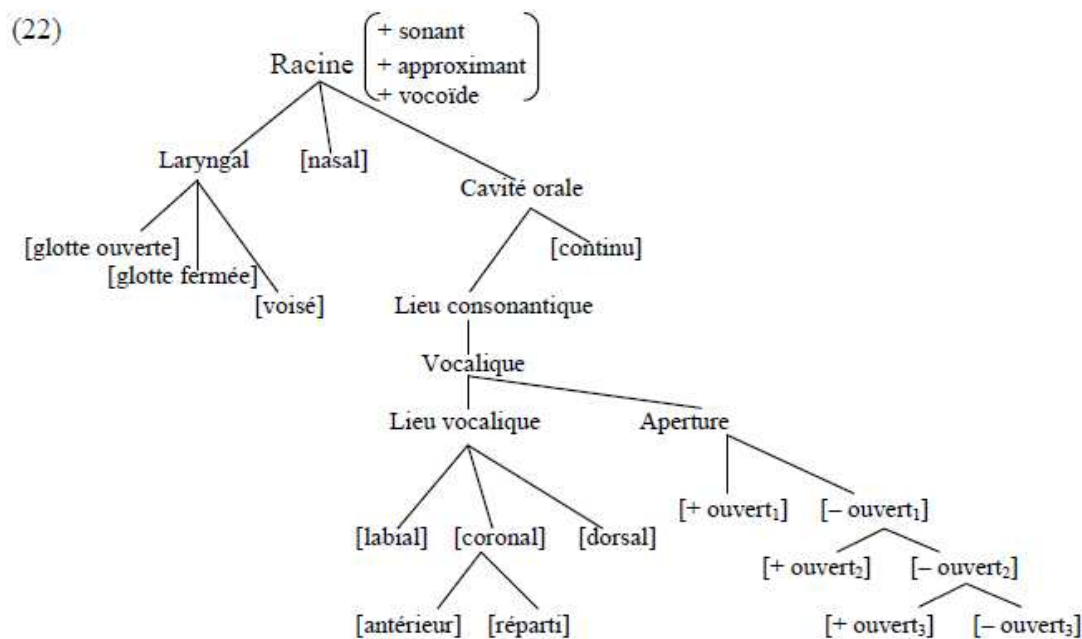 (22)
+ sonant
Racine + approximant
+ vocoïde
Laryngal [nasal]
Cavité orale
[glotte ouverte] [continu]
[glotte fermée]
[voisé] Lieu consonantique
Vocalique
Lieu vocalique Aperture
[+ ouvert₁] [– ouvert₁]
[labial] [coronal] [dorsal]
[+ ouvert₂] [– ouvert₂]
[antérieur] [réparti] [+ ouvert₃] [– ouvert₃]